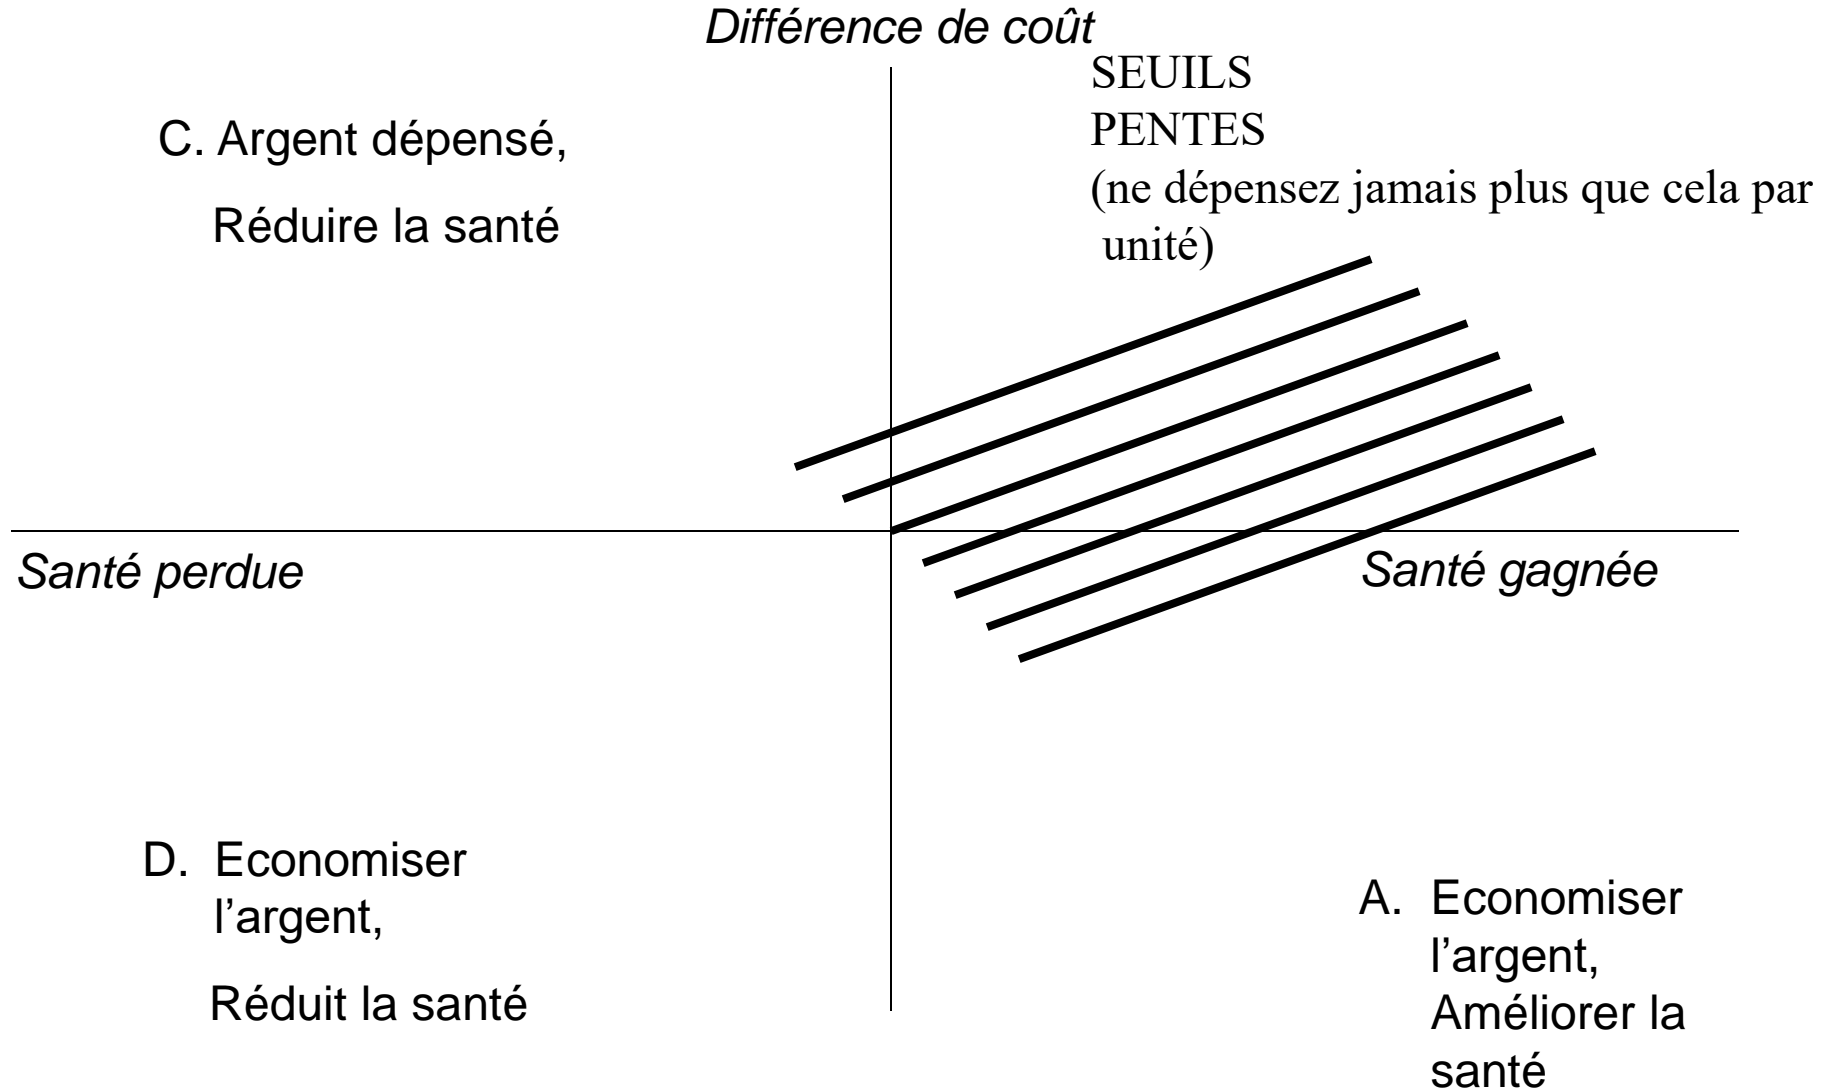 Différence de coût
SEUILS
PENTES
(ne dépensez jamais plus que cela par
unité)
C. Argent dépensé,
Réduire la santé
Santé perdue
Santé gagnée
D. Economiser
l’argent,
Réduit la santé
A. Economiser
l’argent,
Améliorer la
santé